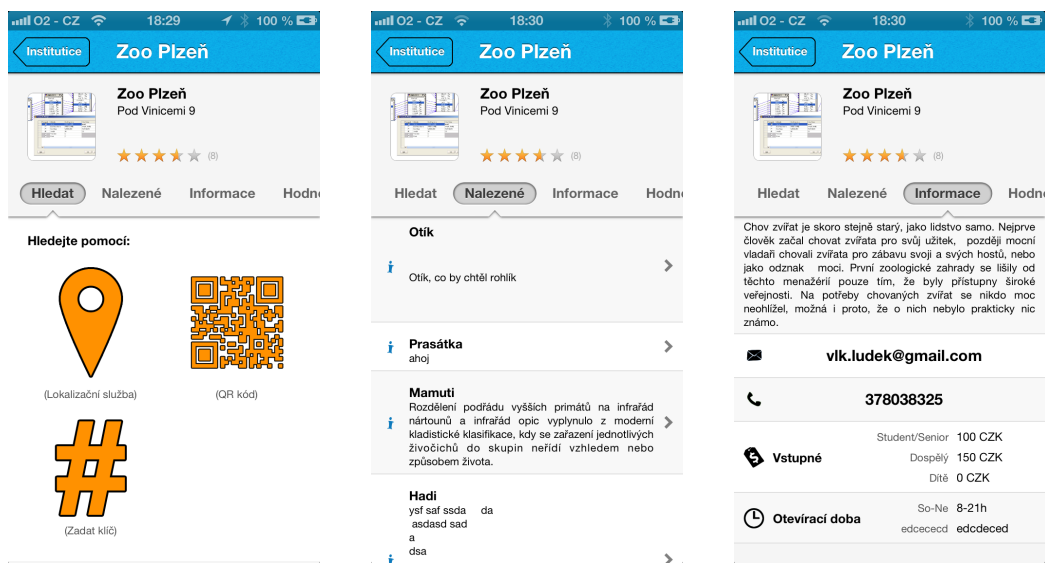 O2 - CZ 18:29 100 %
Institutice Zoo Plzeň
Zoo Plzeň
Pod Vinicemi 9
(8)
Hledat Nalezené Informace Hodn
Hledejte pomocí:
(Lokalizační služba) (QR kód)
(Zadat klíč)
O2 - CZ 18:30 100 %
Institutice Zoo Plzeň
Zoo Plzeň
Pod Vinicemi 9
(8)
Hledat Nalezené Informace Hodn
Otík
Otík, co by chtěl rohlík
Prasátka
ahoj
Mamuti
Rozdělení podřádu vyšších primátů na infrařád
nártounů a infrařád opic vyplynulo z moderní
kladistické klasifikace, kdy se zařazení jednotlivých
živočichů do skupin neřídí vzhledem nebo
způsobem života.
Hadi
ysf saf ssda da
asdasd sad
a
dsa
O2 - CZ 18:30 100 %
Institutice Zoo Plzeň
Zoo Plzeň
Pod Vinicemi 9
(8)
Hledat Nalezené Informace Hodn
Chov zvířat je skoro stejně starý, jako lidstvo samo. Nejprve
člověk začal chovat zvířata pro svůj užitek, později mocní
vladaři chovali zvířata pro zábavu svoji a svých hostů, nebo
jako odznak moci. První zoologické zahrady se lišily od
těchto menažérií pouze tím, že byly přístupny široké
veřejnosti. Na potřeby chovaných zvířat se nikdo moc
neohlížel, možná i proto, že o nich nebylo prakticky nic
známo.
vlk.ludek@gmail.com
378038325
Student/Senior 100 CZK
Vstupné Dospělý 150 CZK
Dítě 0 CZK
So-Ne 8-21h
Otevírací doba
edcececd edcdeced